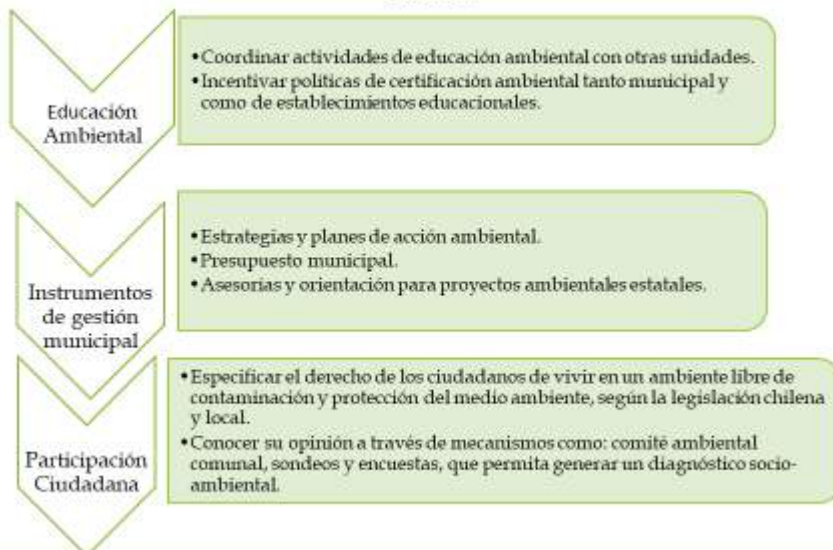 Educación
Ambiental
•Coordinar actividades de educación ambiental con otras unidades.
•Incentivar políticas de certificación ambiental tanto municipal y
como de establecimientos educacionales.
Instrumentos
de gestión
municipal
•Estrategias y planes de acción ambiental.
•Presupuesto municipal.
•Asesorías y orientación para proyectos ambientales estatales.
Participación
Ciudadana
•Especificar el derecho de los ciudadanos de vivir en un ambiente libre de
contaminación y protección del medio ambiente, según la legislación chilena
y local.
•Conocer su opinión a través de mecanismos como: comité ambiental
comunal, sondeos y encuestas, que permita generar un diagnóstico socio-
ambiental.